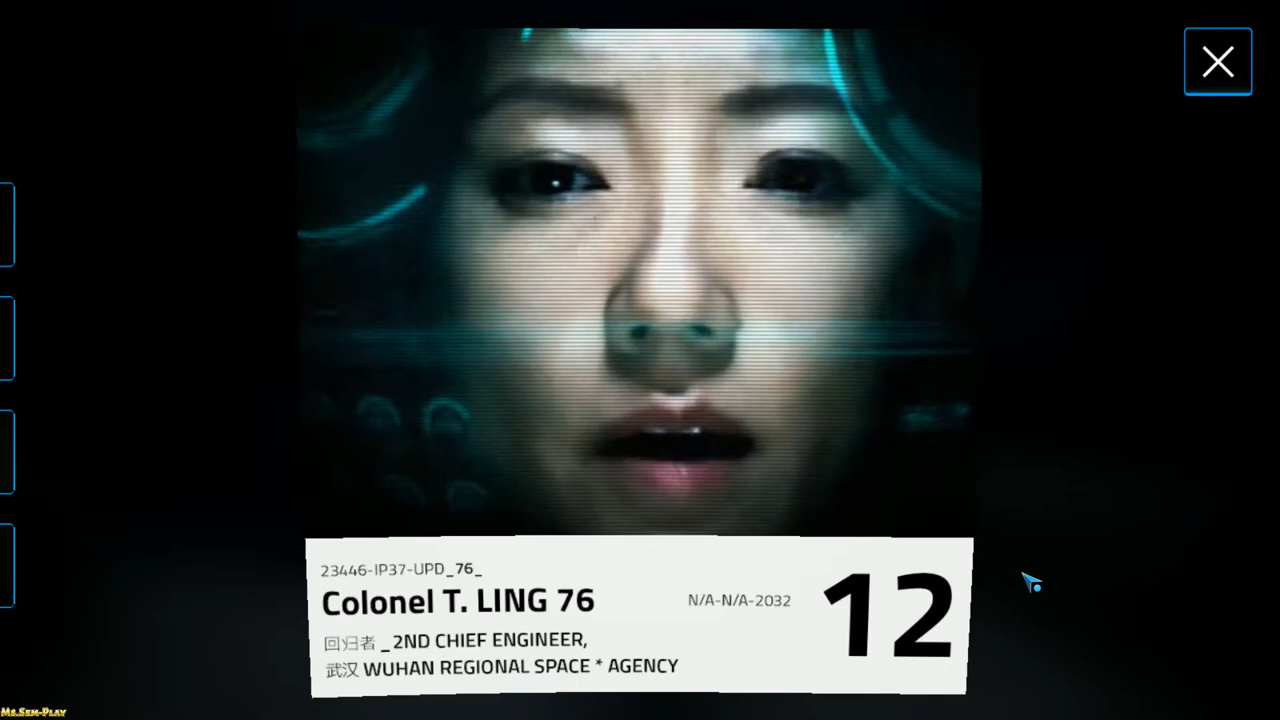 23446-IP37-UPD_76_
Colonel T. LING 76
N/A-N/A-2032
12
回归者 _2ND CHIEF ENGINEER,
武汉 WUHAN REGIONAL SPACE * AGENCY
Ms.Sem-Play